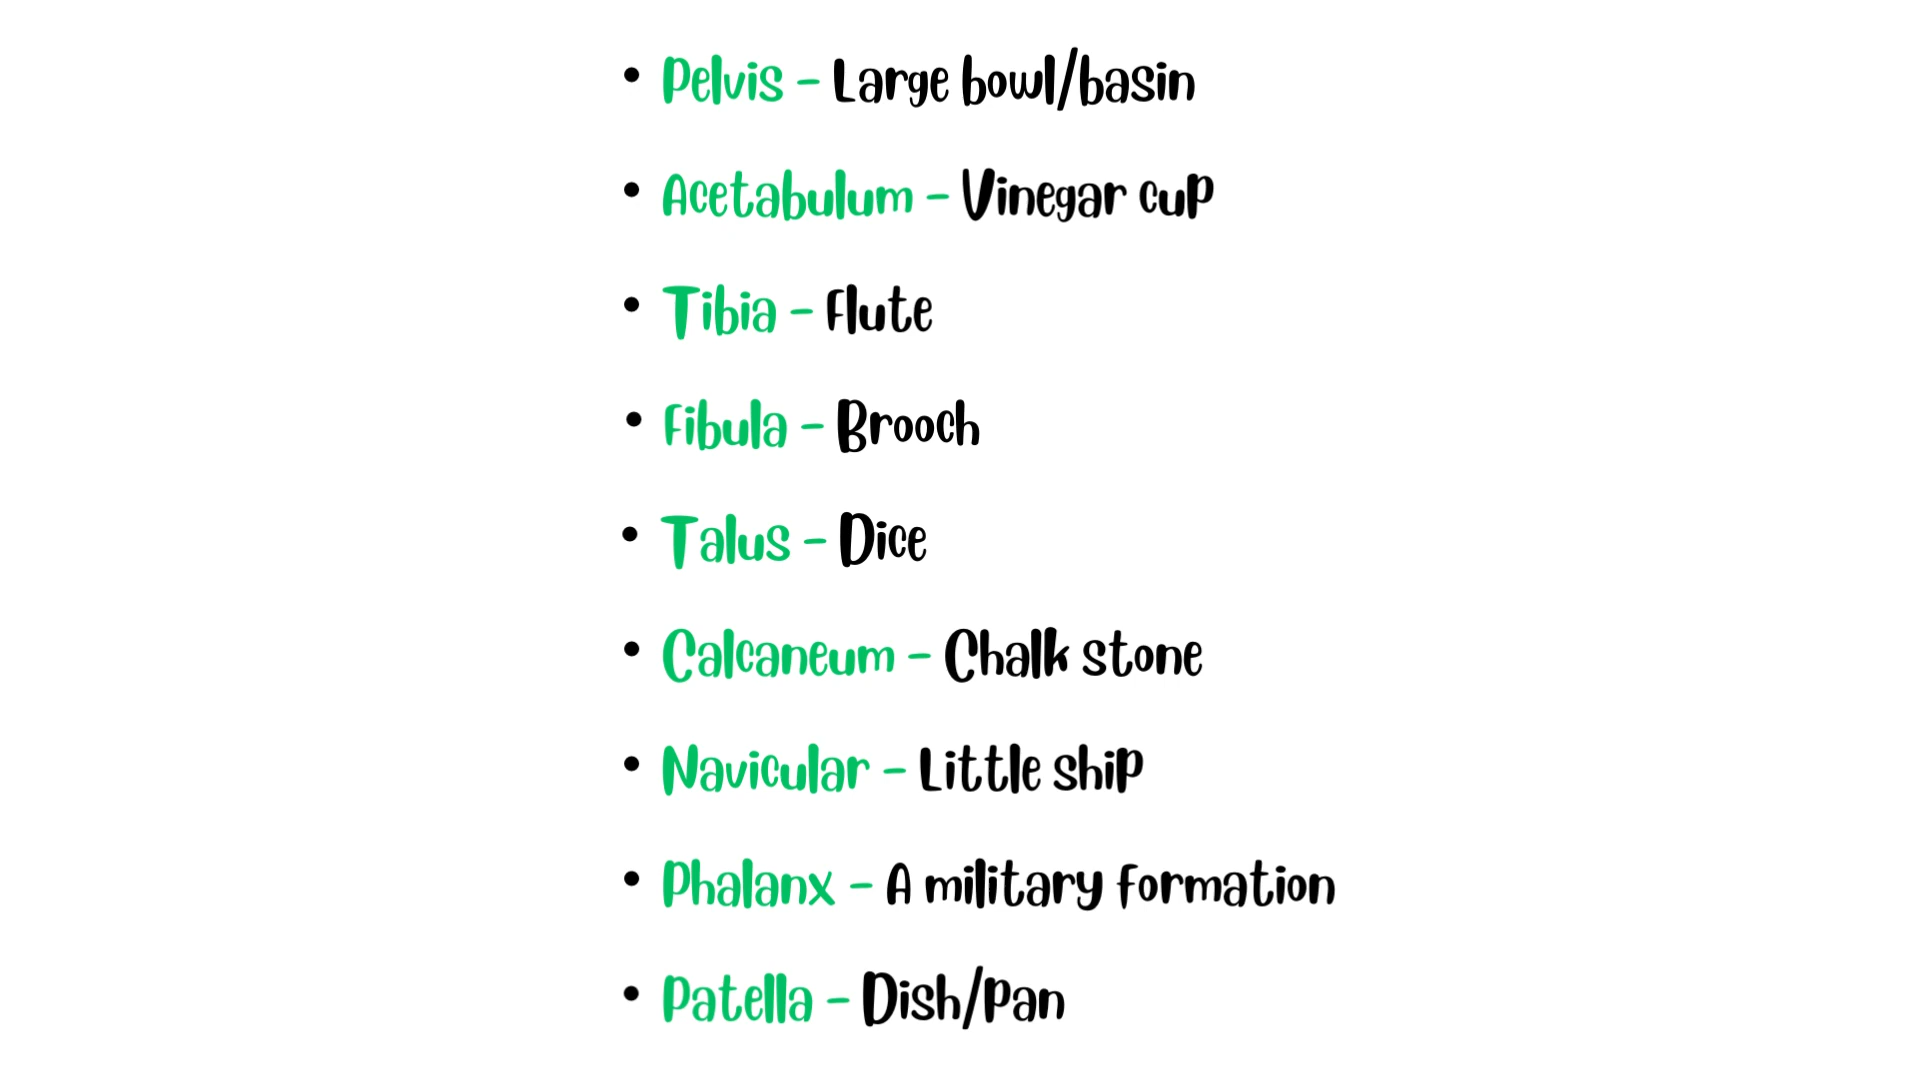 • Pelvis - Large bowl/basin
• Acetabulum - Vinegar cup
• Tibia - Flute
• Fibula - Brooch
• Talus - Dice
• Calcaneum - Chalk stone
• Navicular - Little ship
• Phalanx - A military formation
• Patella - Dish/Pan